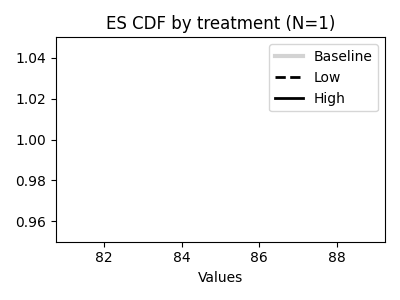 ES CDF by treatment (N=1)
Baseline
Low
High
1.04
1.02
1.00
0.98
0.96
82 84 86 88
Values